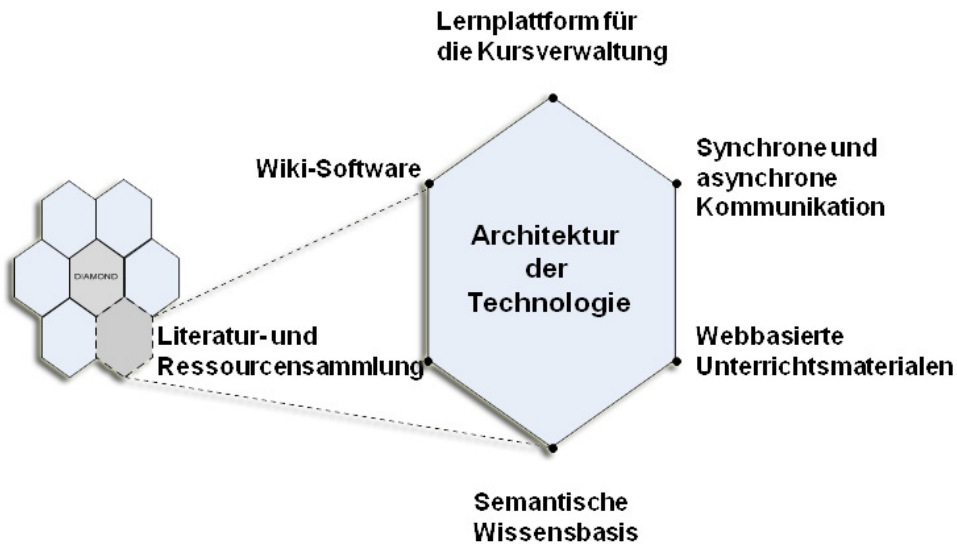 Lernplattform für
die Kursverwaltung
Wiki-Software
Synchrone und
asynchrone
Kommunikation
Architektur
der
Technologie
DIAMOND
Literatur-und
Ressourcensammlung
Webbasierte
Unterrichtsmaterialen
Semantische
Wissensbasis